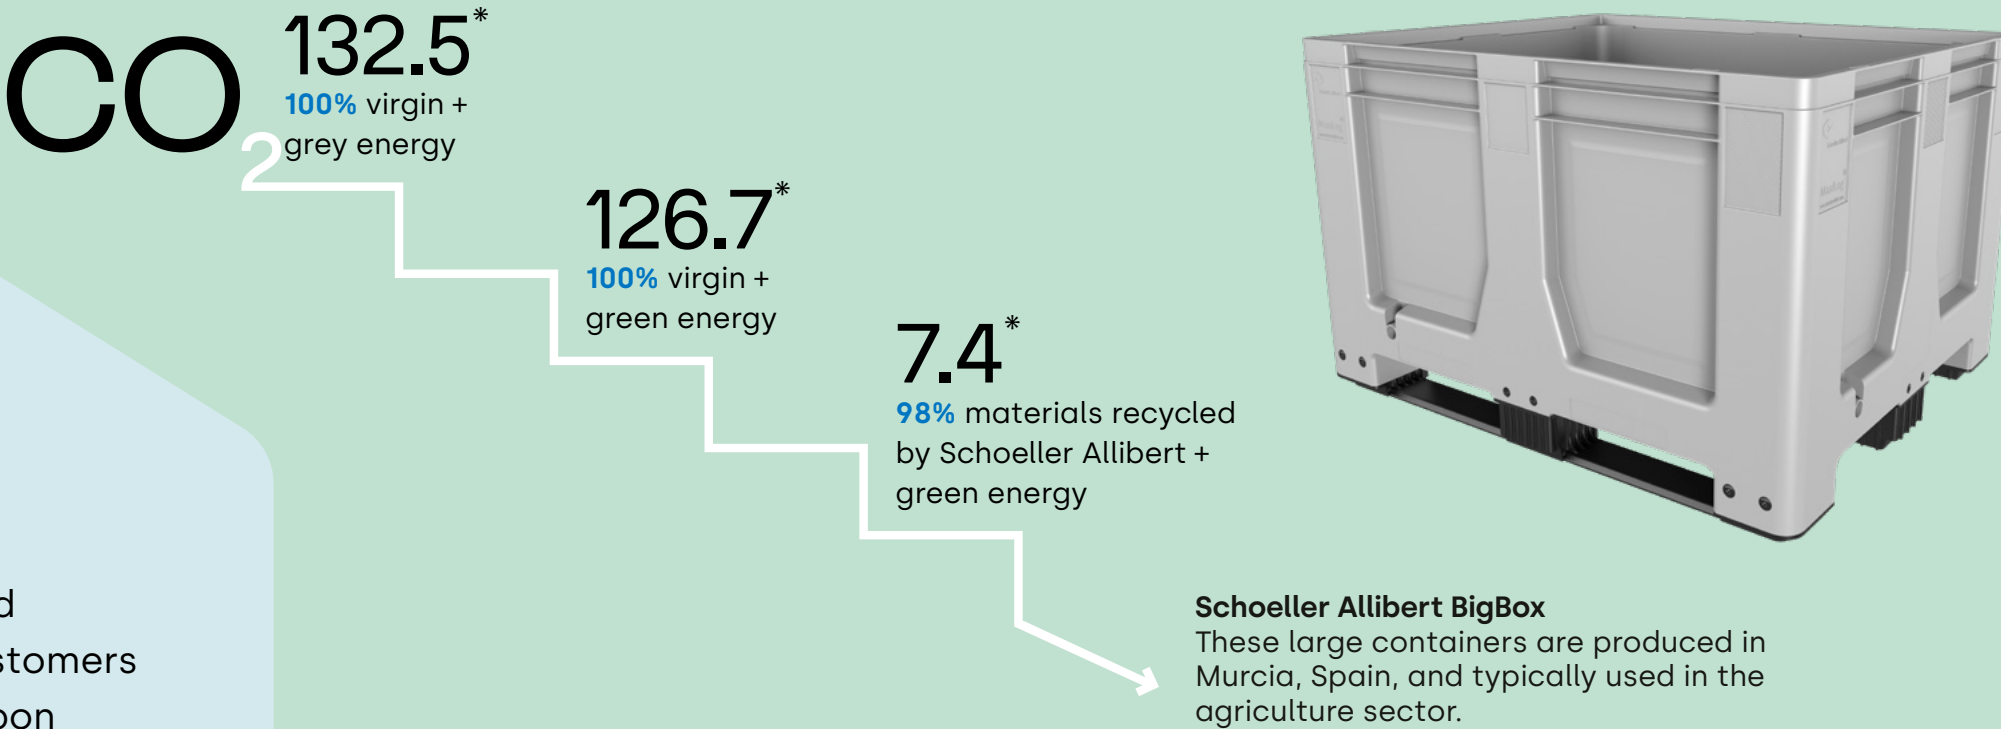 CO2
132.5*
100% virgin +
grey energy
126.7*
100% virgin +
green energy
7.4*
98% materials recycled
by Schoeller Allibert +
green energy
Schoeller Allibert BigBox
These large containers are produced in
Murcia, Spain, and typically used in the
agriculture sector.
d
stomers
bon